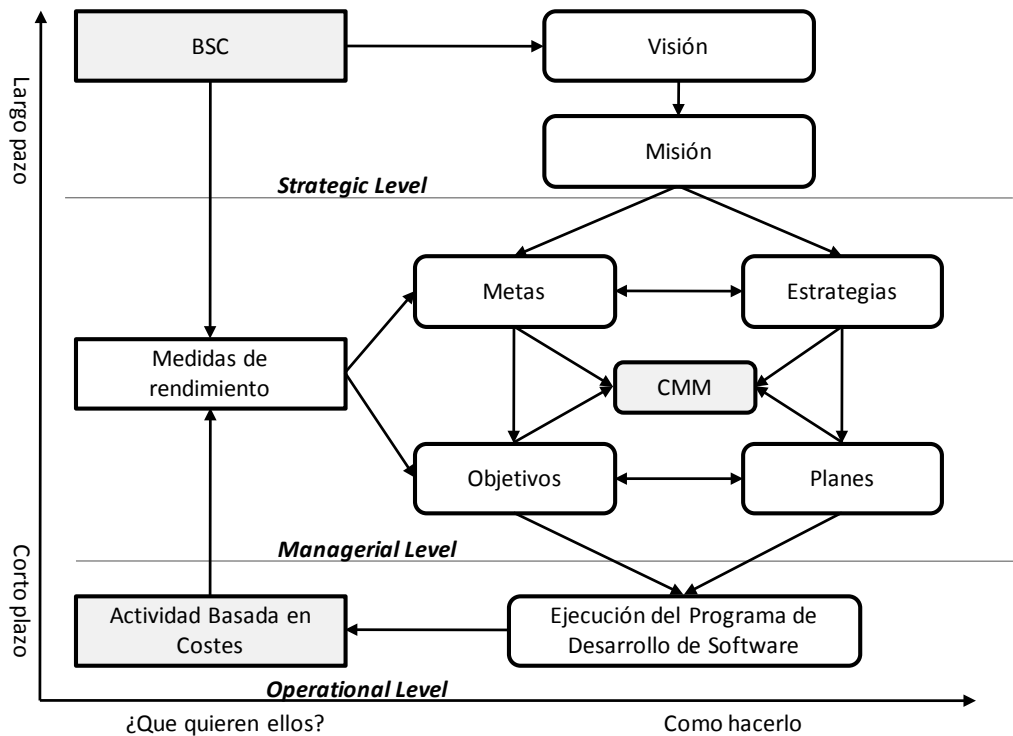 BSC
Visión
Largo pazo
Misión
Strategic Level
Metas
Estrategias
Medidas de
rendimiento
CMM
Objetivos
Planes
Managerial Level
Corto plazo
Actividad Basada en
Costes
Ejecución del Programa de
Desarrollo de Software
Operational Level
¿Que quieren ellos?
Como hacerlo